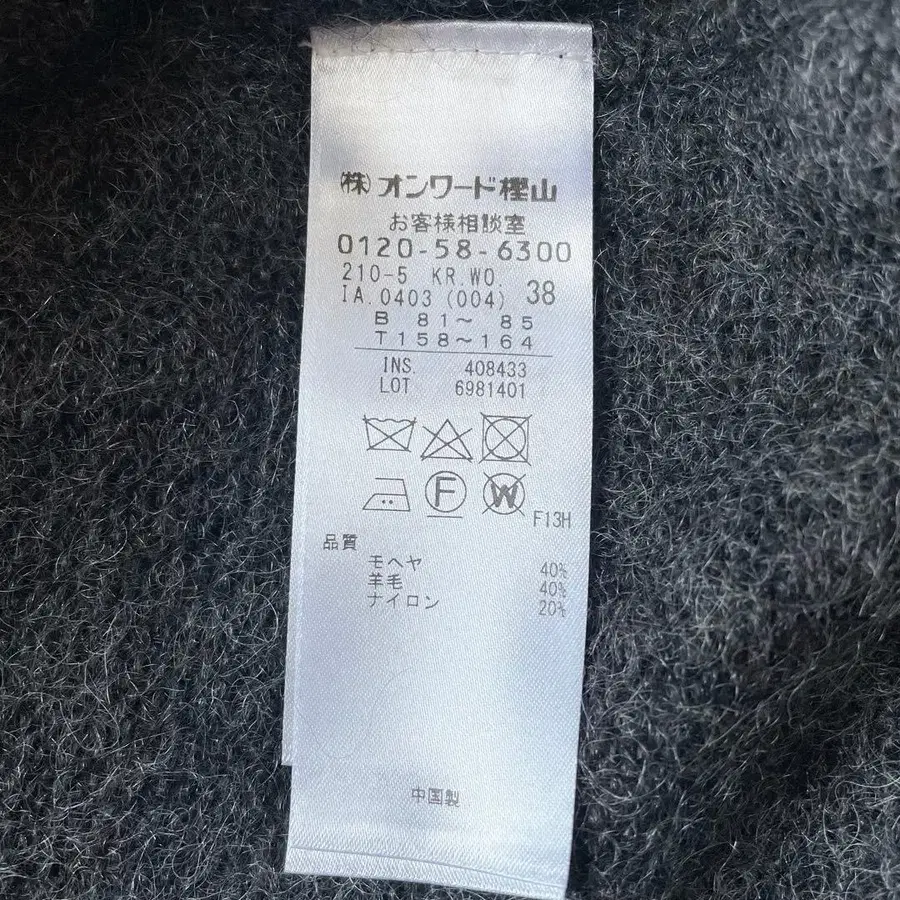 ㈱オンワード樫山
お客様相談室
0120-58-6300
210-5 KR.WO. 38
IA.0403 (004)
B 81〜 85
T158〜164
INS. 408433
LOT 6981401
F
W
F13H
品質
モヘヤ 40%
羊毛 40%
ナイロン 20%
中国製